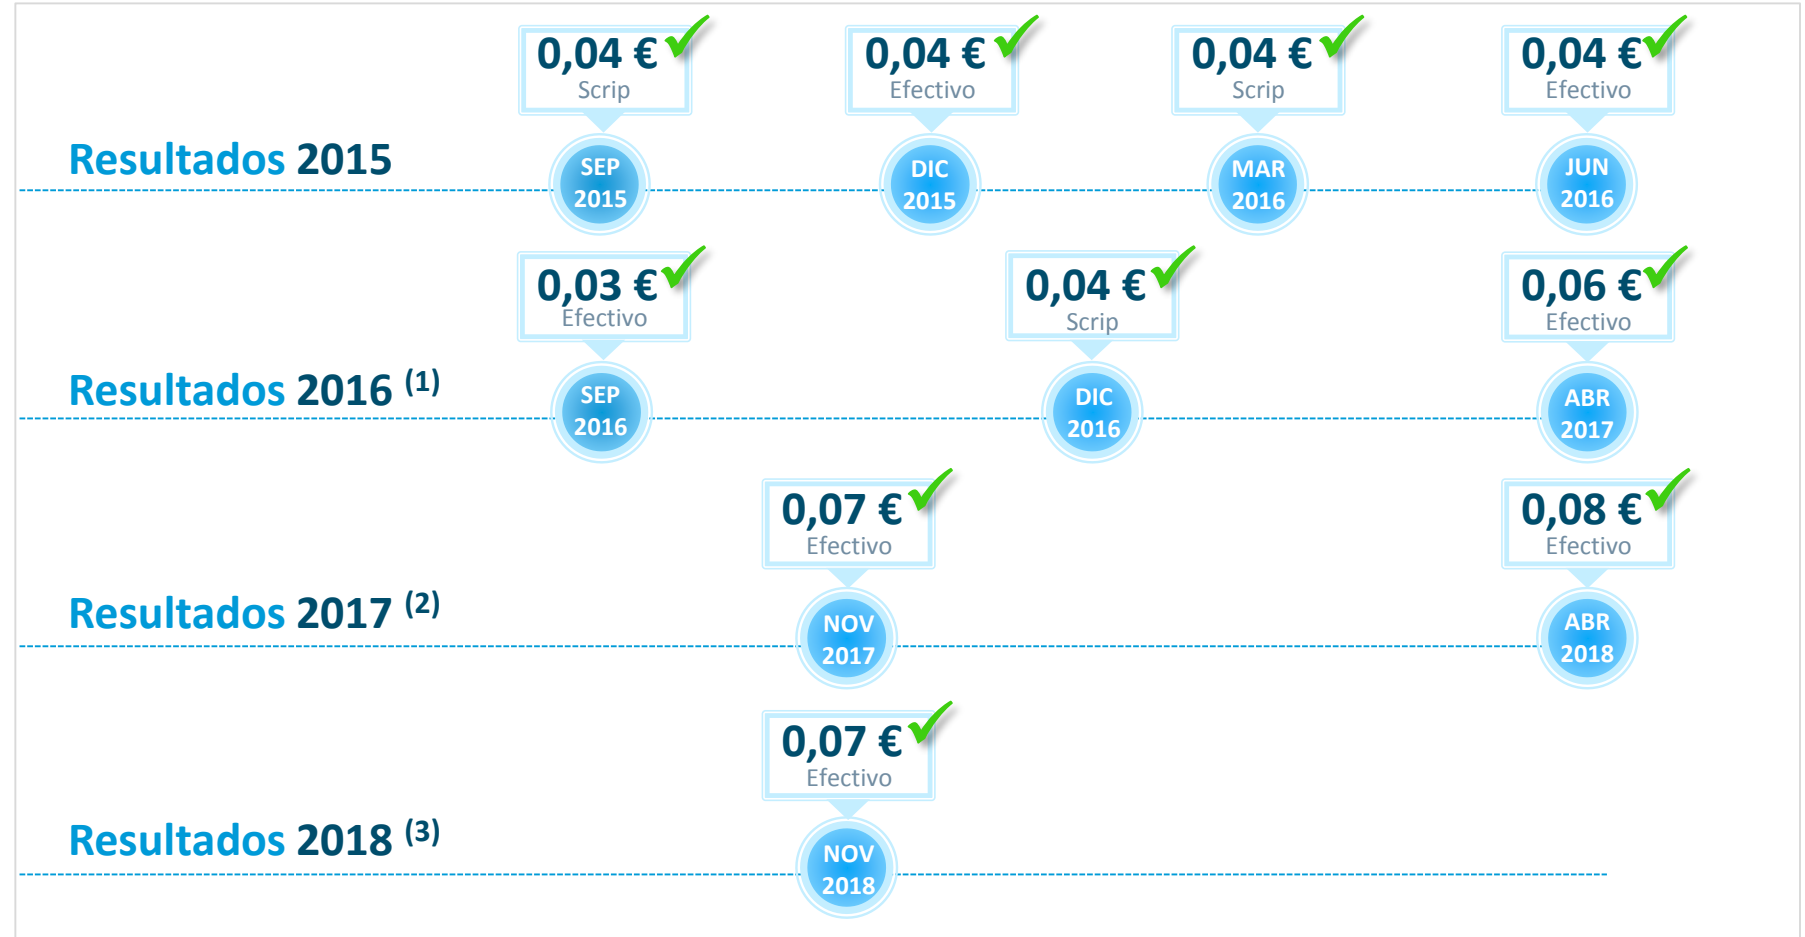 0,04 €
Scrip
0,04 €
Efectivo
0,04 €
Scrip
0,04 €
Efectivo
Resultados 2015
SEP
2015
DIC
2015
MAR
2016
JUN
2016
0,03 €
Efectivo
0,04 €
Scrip
0,06 €
Efectivo
Resultados 2016 (1)
SEP
2016
DIC
2016
ABR
2017
0,07 €
Efectivo
0,08 €
Efectivo
Resultados 2017 (2)
NOV
2017
ABR
2018
0,07 €
Efectivo
Resultados 2018 (3)
NOV
2018